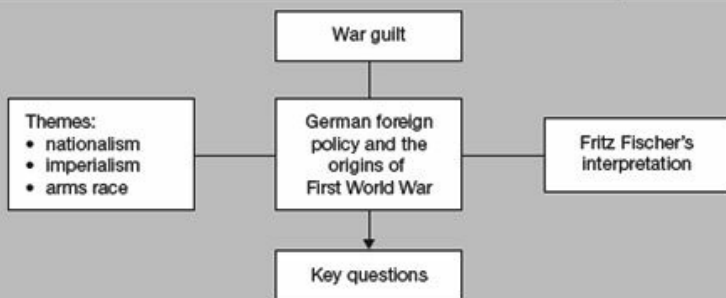 War guilt
Themes:
• nationalism
• imperialism
• arms race
German foreign
policy and the
origins of
First World War
Fritz Fischer's
interpretation
Key questions